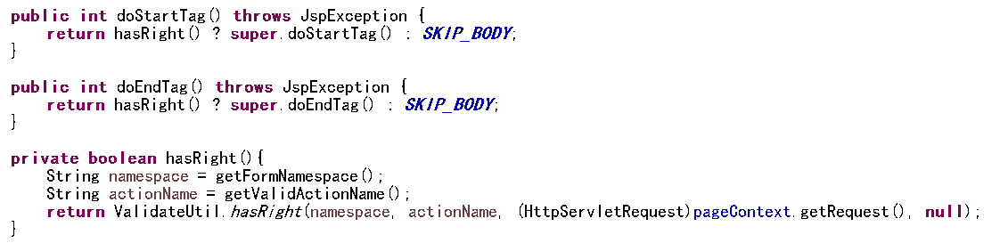 public int doStartTag() throws JspException {
    return hasRight() ? super.doStartTag() : SKIP_BODY;
}
public int doEndTag() throws JspException {
    return hasRight() ? super.doEndTag() : SKIP_BODY;
}
private boolean hasRight(){
    String namespace = getFormNamespace();
    String actionName = getValidActionName();
    return ValidateUtil.hasRight(namespace, actionName, (HttpServletRequest)pageContext.getRequest(), null);
}